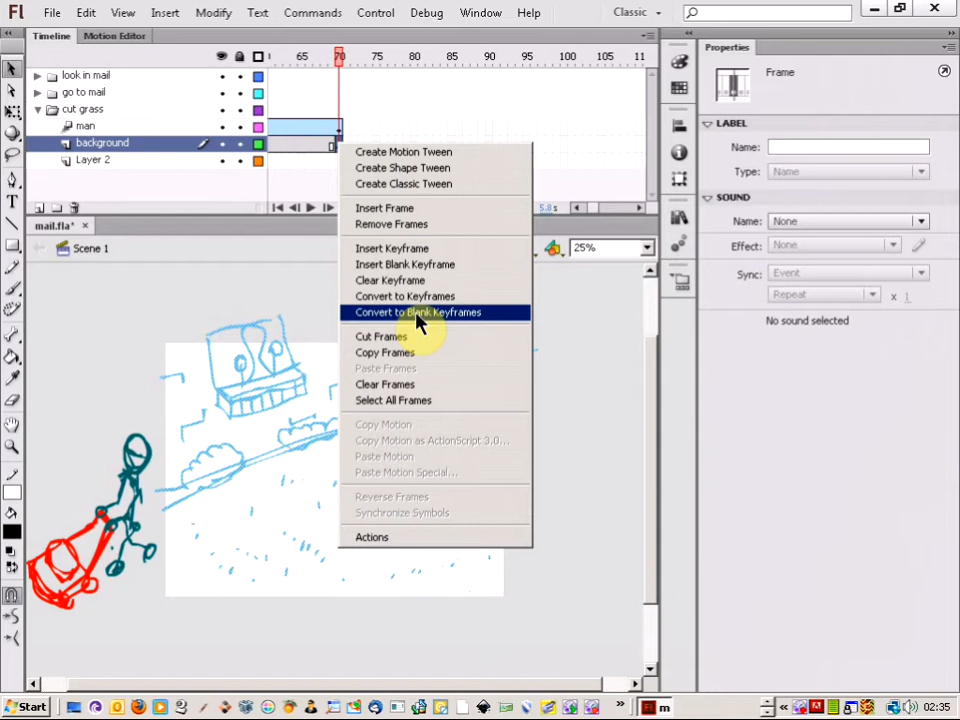 Fl File Edit View Insert Modify Text Commands Control Debug Window Help Classic
Timeline Motion Editor
65 70 75 80 85 90 95 100 105 11
look in mail
go to mail
cut grass
man
background
Layer 2
5.8s
mail.fla*
Scene 1
25%
Create Motion Tween
Create Shape Tween
Create Classic Tween
Insert Frame
Remove Frames
Insert Keyframe
Insert Blank Keyframe
Clear Keyframe
Convert to Keyframes
Convert to Blank Keyframes
Cut Frames
Copy Frames
Paste Frames
Clear Frames
Select All Frames
Copy Motion
Copy Motion as ActionScript 3.0...
Paste Motion
Paste Motion Special...
Reverse Frames
Synchronize Symbols
Actions
Properties
Frame
LABEL
Name:
Type: Name
SOUND
Name: None
Effect: None
Sync: Event
Repeat x 1
No sound selected
Start
m
02:35